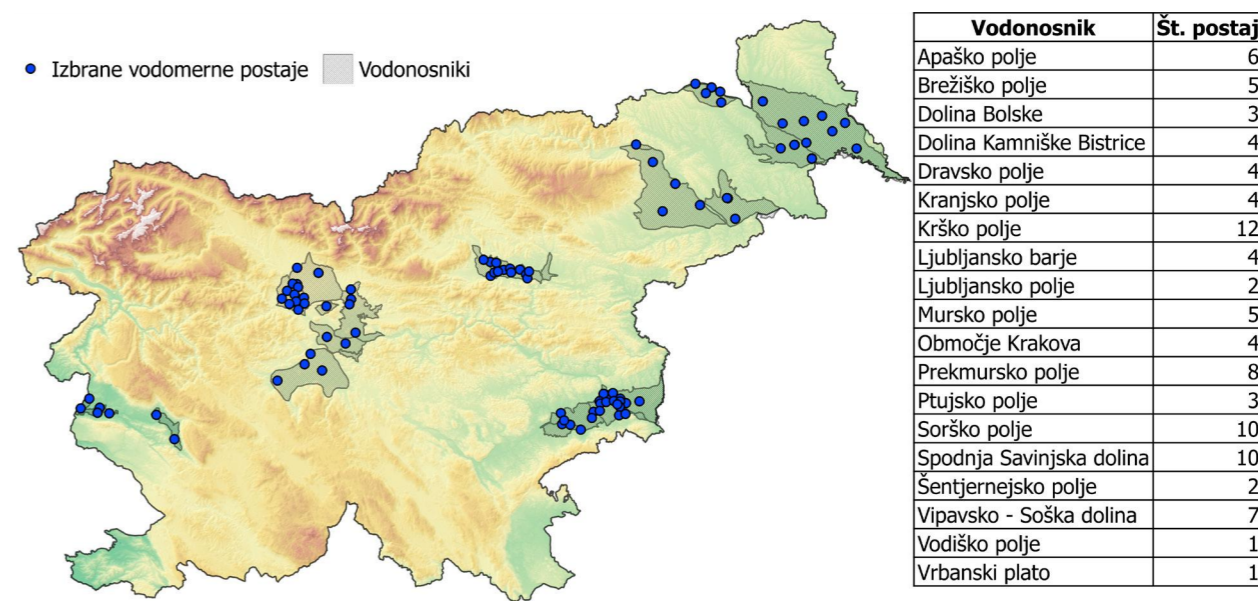 Izbrane vodomerne postaje Vodonosniki
Vodonosnik Št. postaj
Apaško polje 6
Brežiško polje 5
Dolina Bolske 3
Dolina Kamniške Bistrice 4
Dravsko polje 4
Kranjsko polje 4
Krško polje 12
Ljubljansko barje 4
Ljubljansko polje 2
Mursko polje 5
Območje Krakova 4
Prekmursko polje 8
Ptujsko polje 3
Sorško polje 10
Spodnja Savinjska dolina 10
Šentjernejsko polje 2
Vipavsko - Soška dolina 7
Vodiško polje 1
Vrbanski plato 1